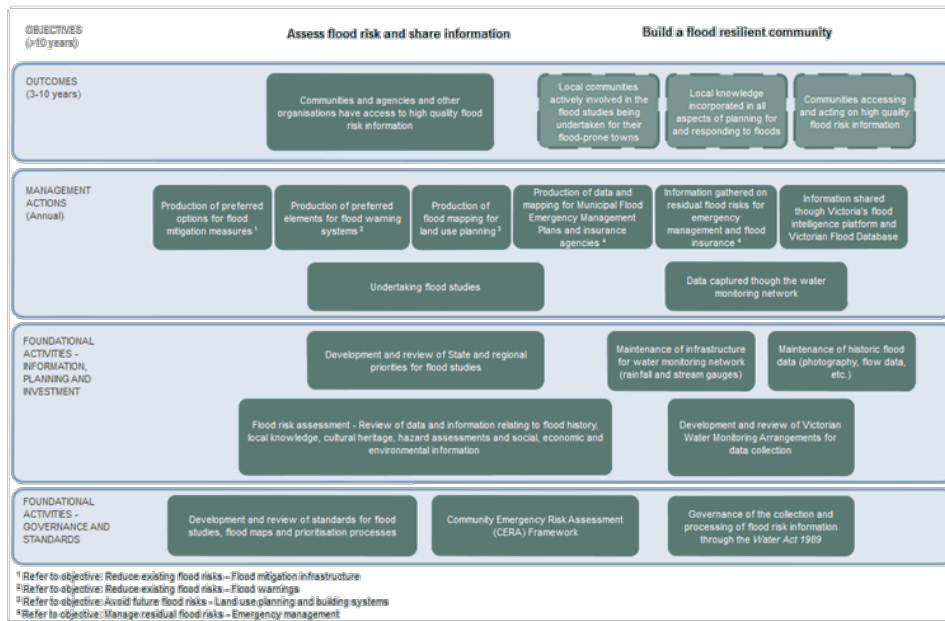 OBJECTIVES
(>10 years)
Assess flood risk and share information
Build a flood resilient community
OUTCOMES
(3-10 years)
Communities and agencies and other
organisations have access to high quality flood
risk information
Local communities
actively involved in the
flood studies being
undertaken for their
flood-prone towns
Local knowledge
incorporated in all
aspects of planning for
and responding to floods
Communities accessing
and acting on high quality
flood risk information
MANAGEMENT
ACTIONS
(Annual)
Production of preferred
options for flood
mitigation measures ¹
Production of preferred
elements for flood warning
systems ²
Production of
flood mapping for
land use planning ³
Production of data and
mapping for Municipal Flood
Emergency Management
Plans and insurance
agencies ⁴
Information gathered on
residual flood risks for
emergency
management and flood
insurance ⁴
Information shared
though Victoria's flood
intelligence platform and
Victorian Flood Database
Undertaking flood studies
Data captured though the water
monitoring network
FOUNDATIONAL
ACTIVITIES -
INFORMATION,
PLANNING AND
INVESTMENT
Development and review of State and regional
priorities for flood studies
Maintenance of infrastructure
for water monitoring network
(rainfall and stream gauges)
Maintenance of historic flood
data (photography, flow data,
etc.)
Flood risk assessment - Review of data and information relating to flood history,
local knowledge, cultural heritage, hazard assessments and social, economic and
environmental information
Development and review of Victorian
Water Monitoring Arrangements for
data collection
FOUNDATIONAL
ACTIVITIES -
GOVERNANCE AND
STANDARDS
Development and review of standards for flood
studies, flood maps and prioritisation processes
Community Emergency Risk Assessment
(CERA) Framework
Governance of the collection and
processing of flood risk information
through the Water Act 1989
¹ Refer to objective: Reduce existing flood risks – Flood mitigation infrastructure
² Refer to objective: Reduce existing flood risks – Flood warnings
³ Refer to objective: Avoid future flood risks – Land use planning and building systems
⁴ Refer to objective: Manage residual flood risks – Emergency management